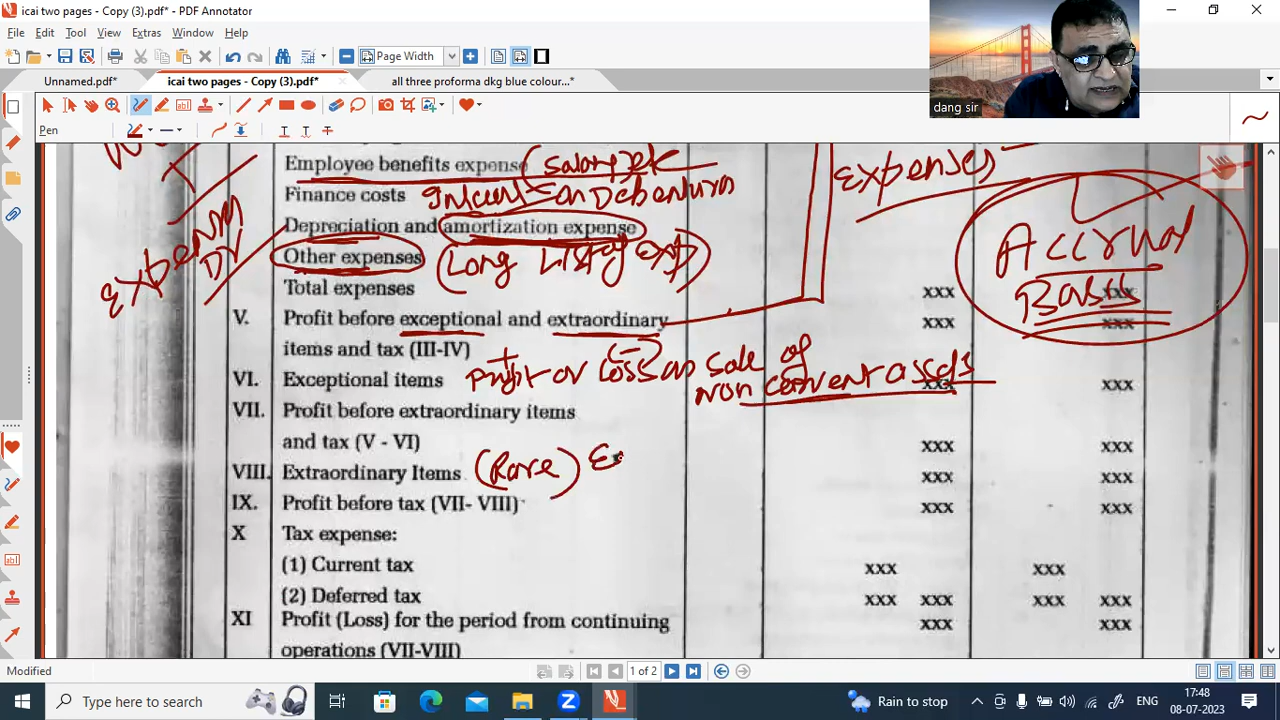 icai two pages - Copy (3).pdf* - PDF Annotator
File Edit Tool View Extras Window Help
Page Width
Unnamed.pdf* icai two pages - Copy (3).pdf* all three proforma dkg blue colour...*
dang sir
Pen
Employee benefits expense (salary etc
Expenses
Finance costs Interest on Debenture
Depreciation and amortization expense
Accrual
Basis
Other expenses (Long List of exp)
Total expenses xxx xxx
V. Profit before exceptional and extraordinary xxx xxx
items and tax (III-IV)
+ (-)
VI. Exceptional items Profit or Loss on sale of xxx xxx
non current assets
VII. Profit before extraordinary items
and tax (V - VI) xxx xxx
VIII. Extraordinary Items (Rare) xxx xxx
IX. Profit before tax (VII- VIII) xxx xxx
X Tax expense:
(1) Current tax xxx xxx
(2) Deferred tax xxx xxx xxx xxx
XI Profit (Loss) for the period from continuing xxx xxx
operations (VII-VIII)
Modified 1 of 2
Type here to search Rain to stop ENG 17:48
08-07-2023